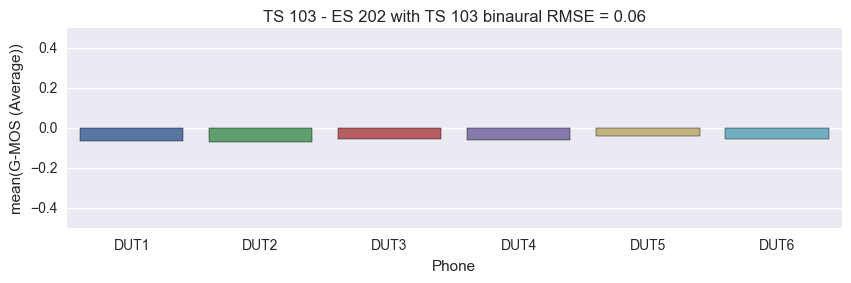 TS 103 - ES 202 with TS 103 binaural RMSE = 0.06
mean(G-MOS (Average))
0.4
0.2
0.0
−0.2
−0.4
DUT1 DUT2 DUT3 DUT4 DUT5 DUT6
Phone